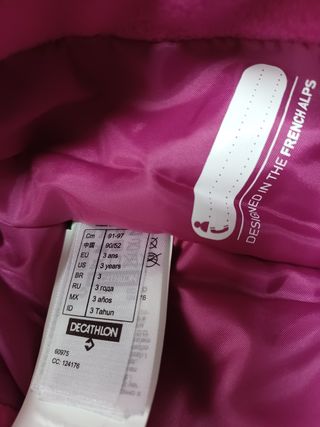 DESIGNED IN THE FRENCH ALPS
Cm 91-97
中国 90/52
EU 3 ans
US 3 years
BR 3
RU 3 года
MX 3 años
ID 3 Tahun
DECATHLON
60975
CC: 124176